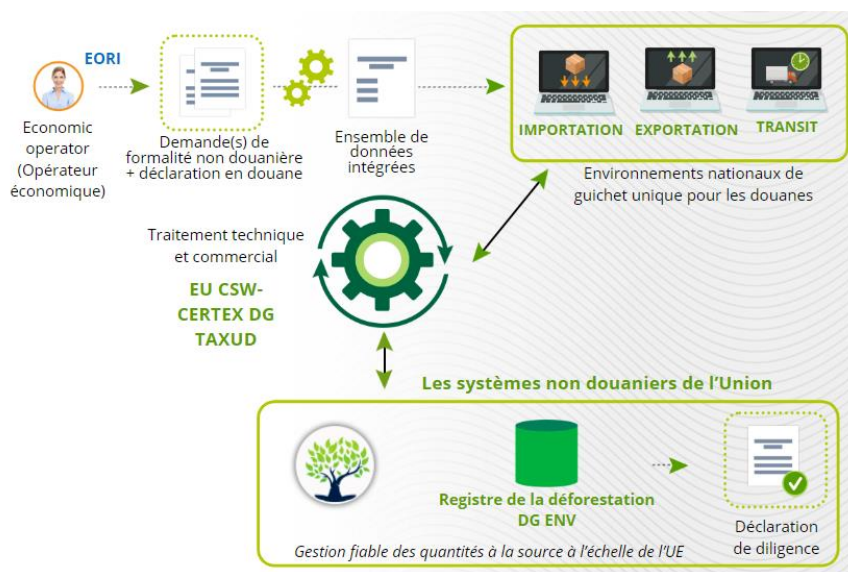 EORI
Economic
operator
(Opérateur
économique)
Demande(s) de
formalité non douanière
+ déclaration en douane
Ensemble de
données
intégrées
IMPORTATION
EXPORTATION
TRANSIT
Environnements nationaux de
guichet unique pour les douanes
Traitement technique
et commercial
EU CSW-
CERTEX DG
TAXUD
Les systèmes non douaniers de l’Union
Registre de la déforestation
DG ENV
Déclaration
de diligence
Gestion fiable des quantités à la source à l’échelle de l’UE